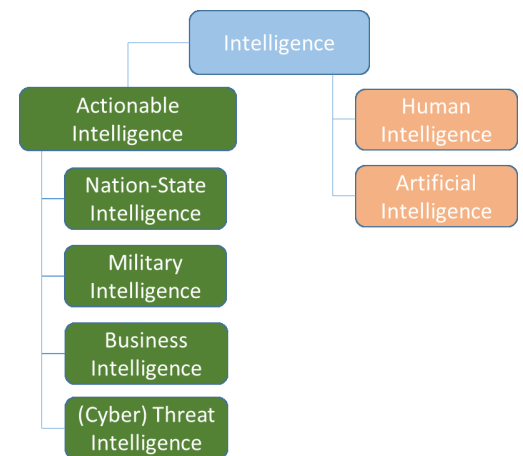 Intelligence
Actionable
Intelligence
Nation-State
Intelligence
Military
Intelligence
Business
Intelligence
(Cyber) Threat
Intelligence
Human
Intelligence
Artificial
Intelligence